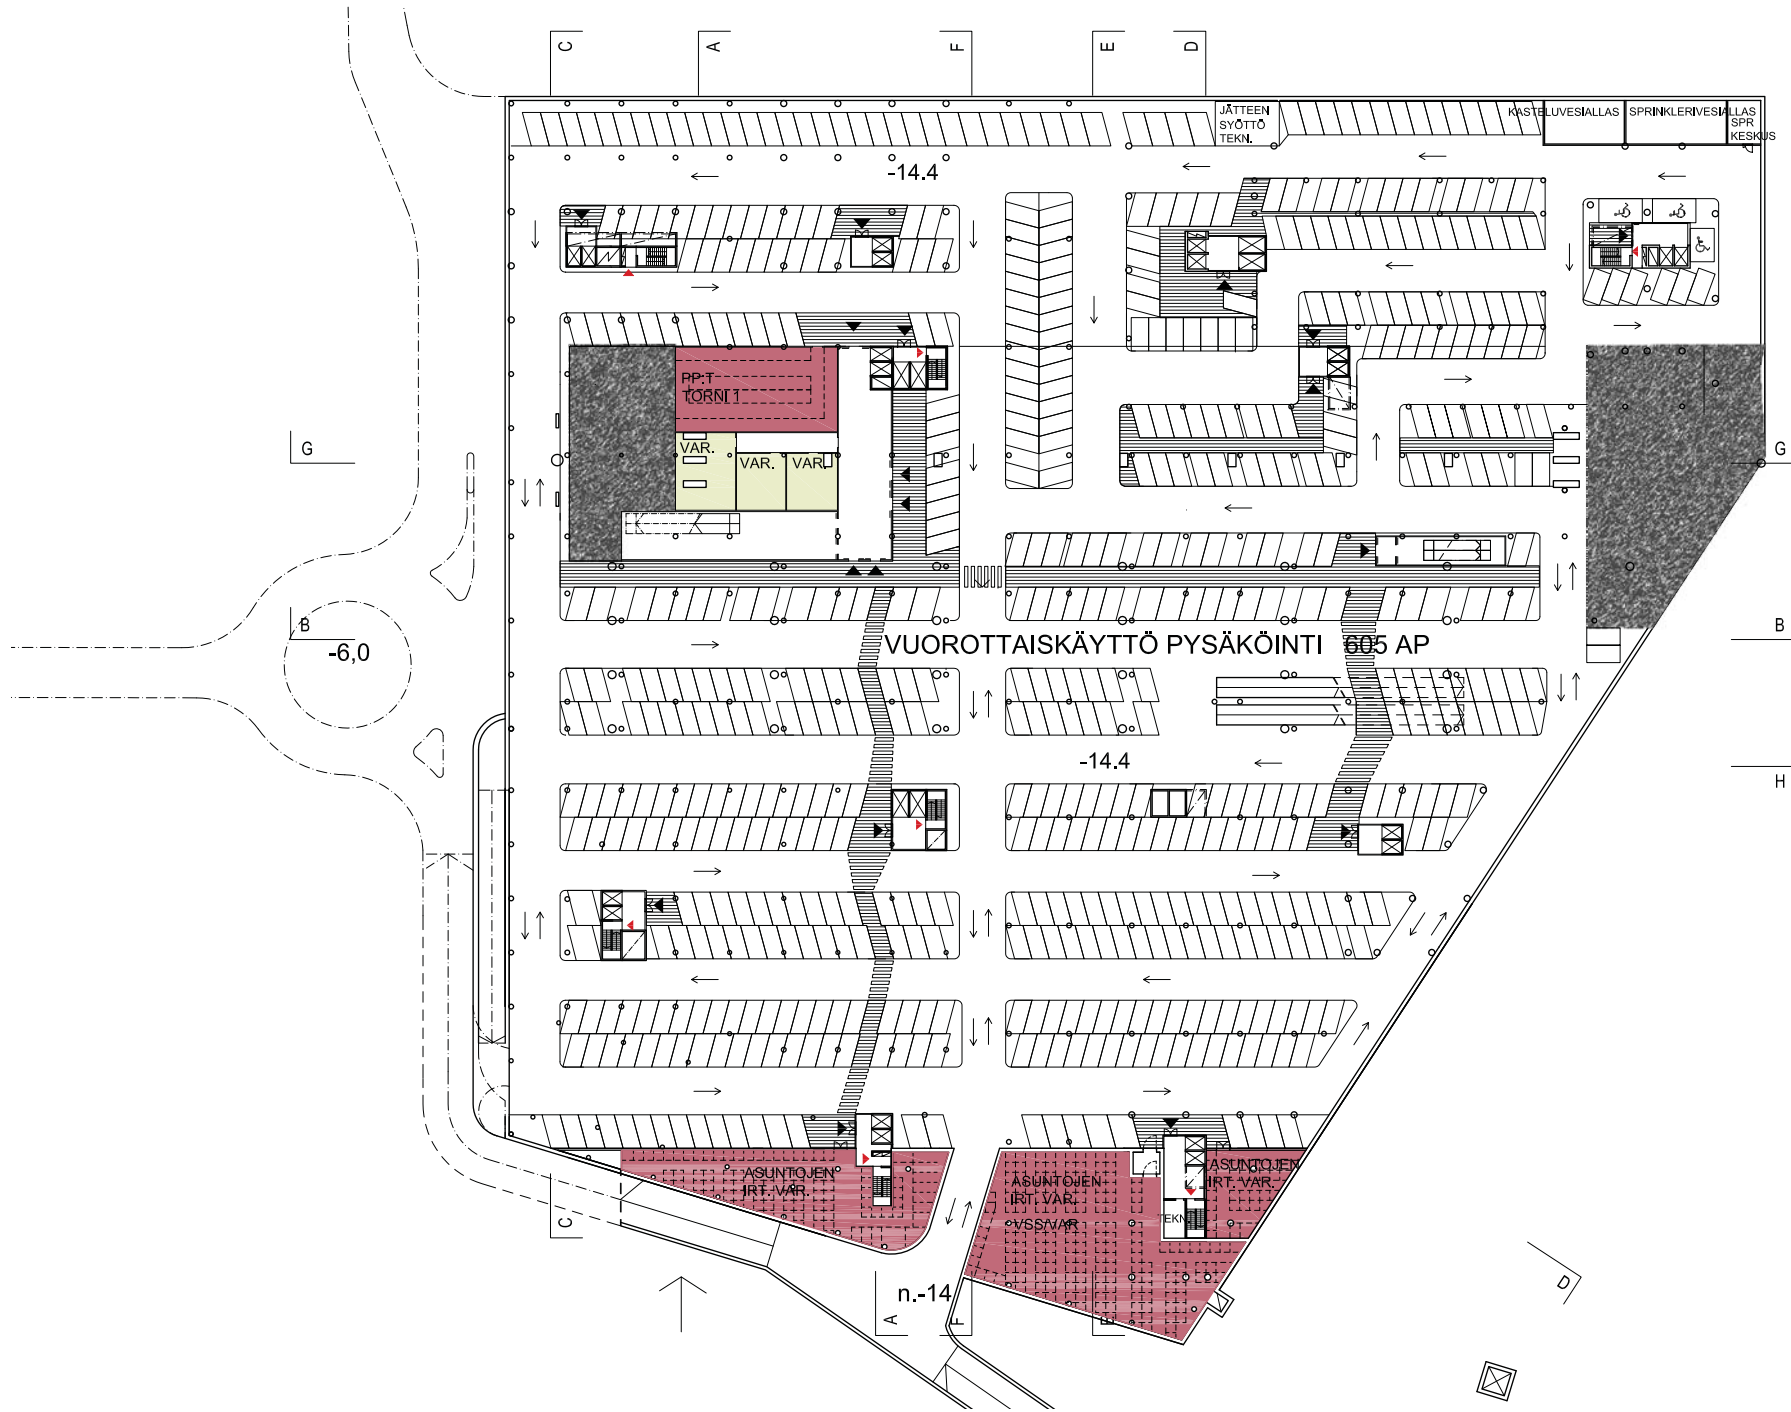 C
A
F
E
D
JÄTTEEN
SYÖTTÖ
TEKN.
KASTELUVESIALLAS
SPRINKLERIVESIALLAS
SPR
KESKUS
-14.4
PP:T
TORNI 1
VAR.
VAR.
VAR.
G
G
B
B
-6,0
VUOROTTAISKÄYTTÖ PYSÄKÖINTI 605 AP
-14.4
H
ASUNTOJEN
IRT. VAR.
ASUNTOJEN
IRT. VAR.
VSS/VAR
ASUNTOJEN
IRT. VAR.
TEKN
C
n.-14
A
F
E
D